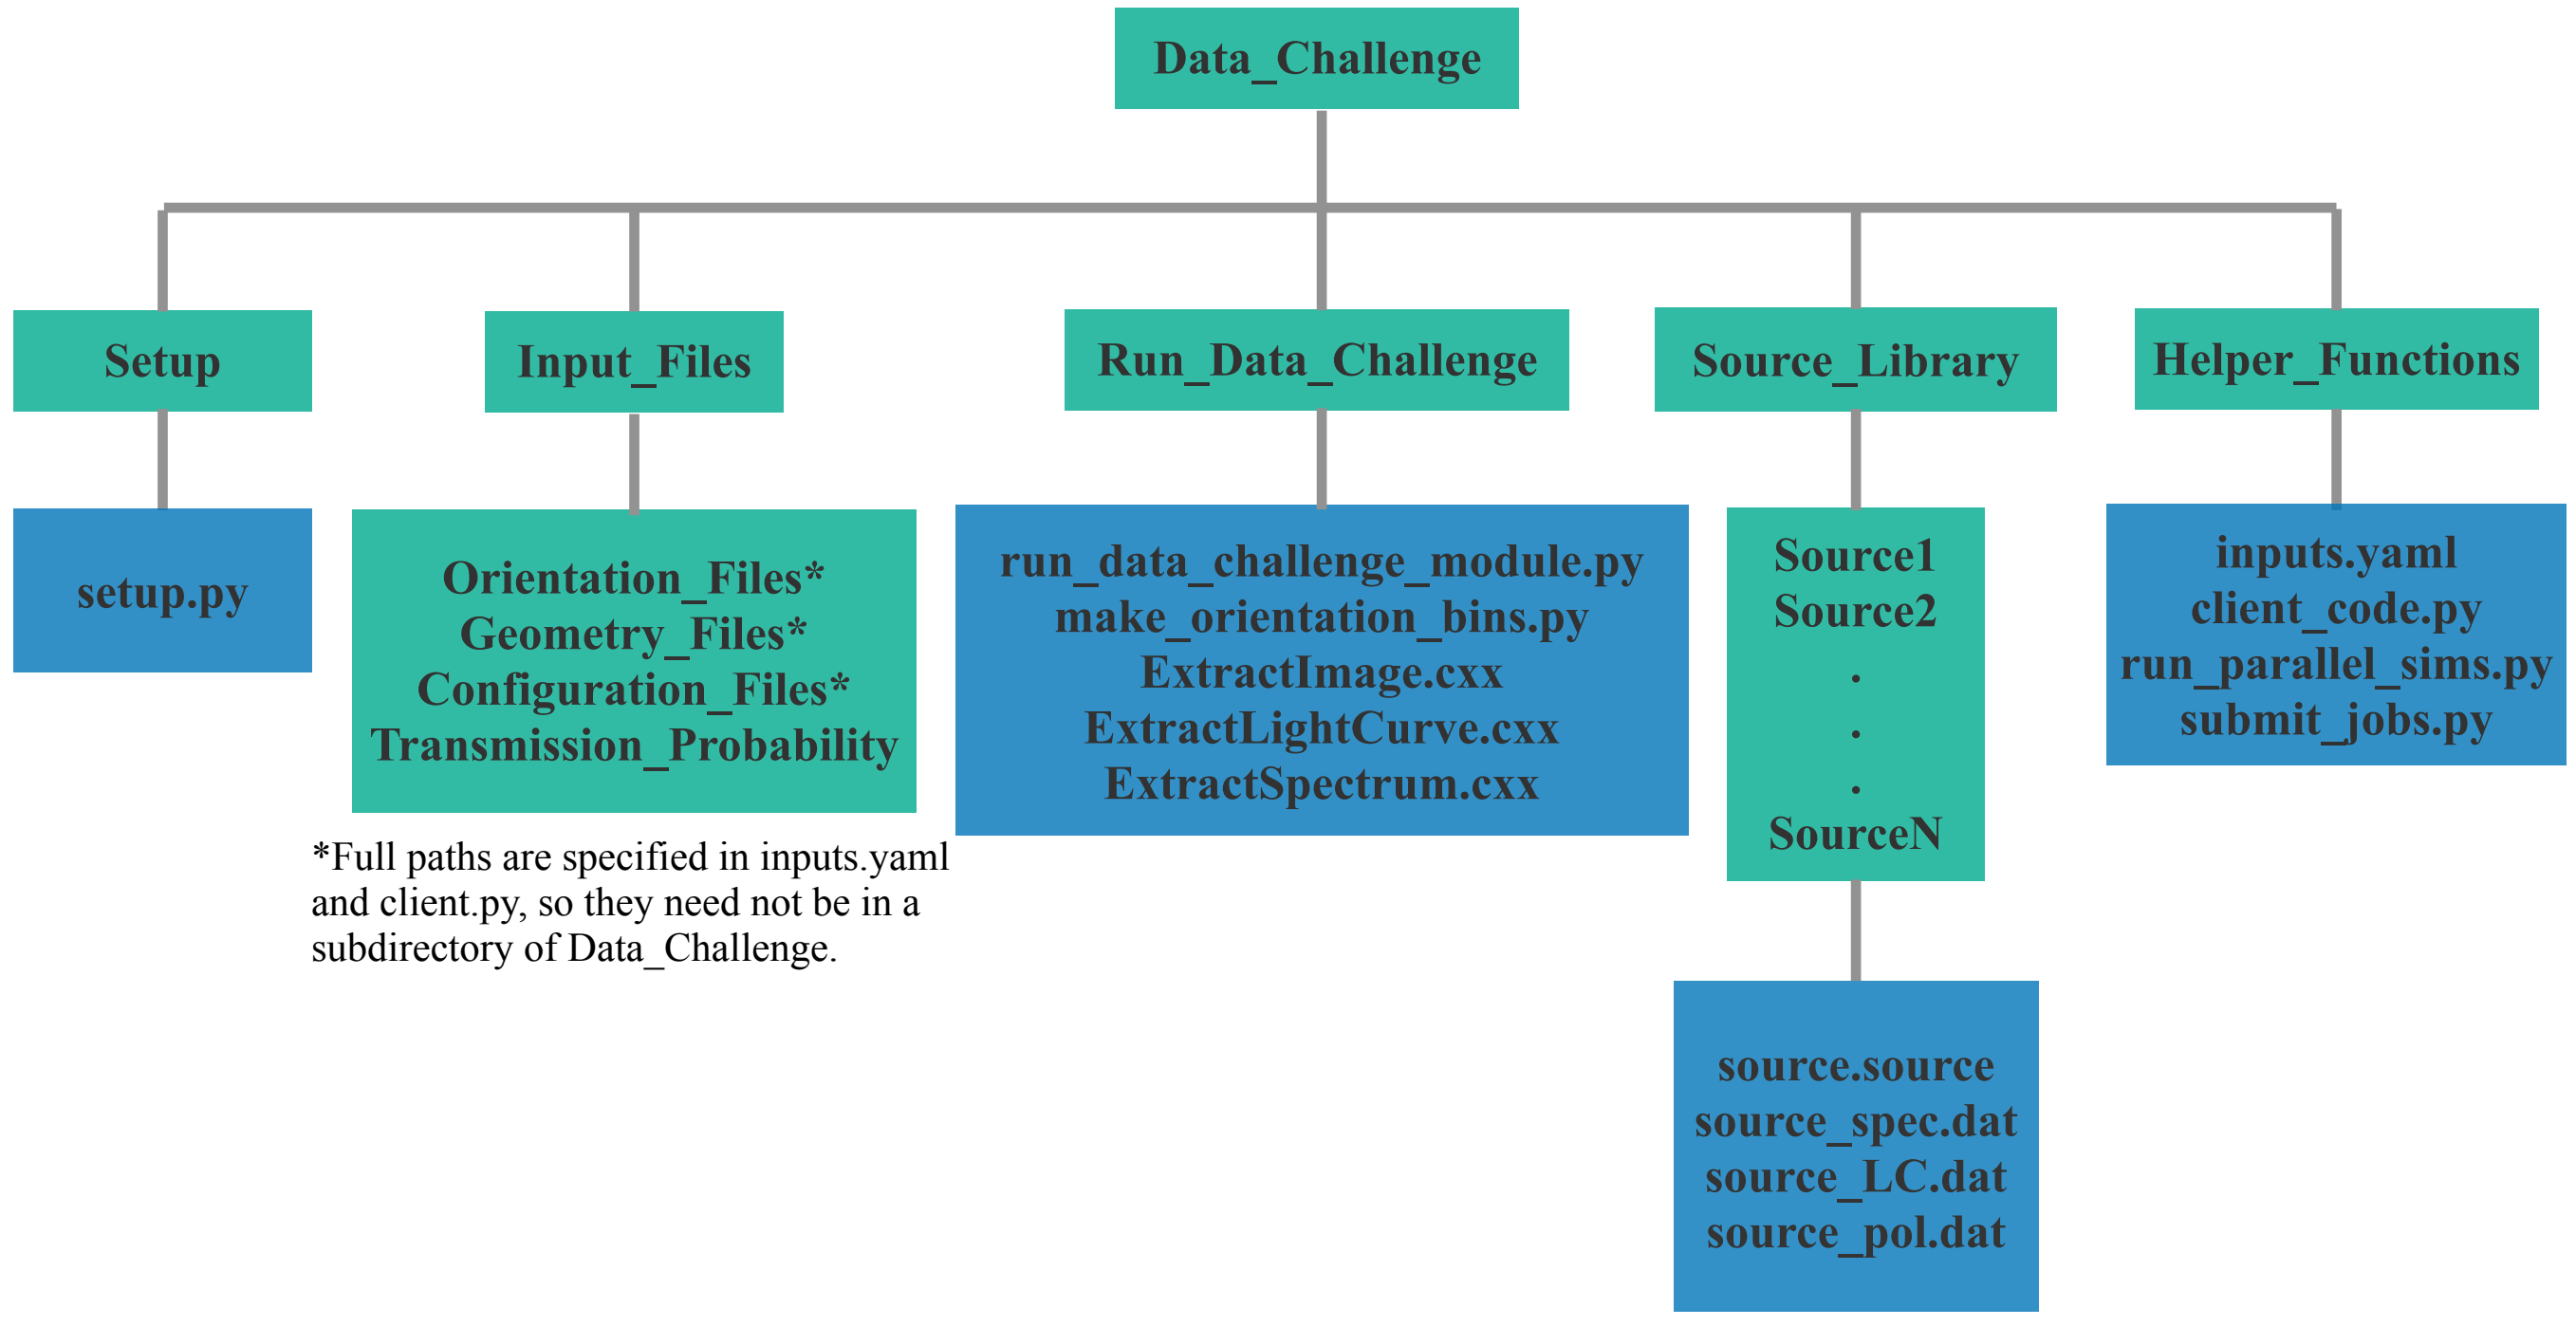 Data_Challenge
Setup
Input_Files
Run_Data_Challenge
Source_Library
Helper_Functions
setup.py
Orientation_Files*
Geometry_Files*
Configuration_Files*
Transmission_Probability
*Full paths are specified in inputs.yaml
and client.py, so they need not be in a
subdirectory of Data_Challenge.
run_data_challenge_module.py
make_orientation_bins.py
ExtractImage.cxx
ExtractLightCurve.cxx
ExtractSpectrum.cxx
Source1
Source2
.
.
.
SourceN
source.source
source_spec.dat
source_LC.dat
source_pol.dat
inputs.yaml
client_code.py
run_parallel_sims.py
submit_jobs.py